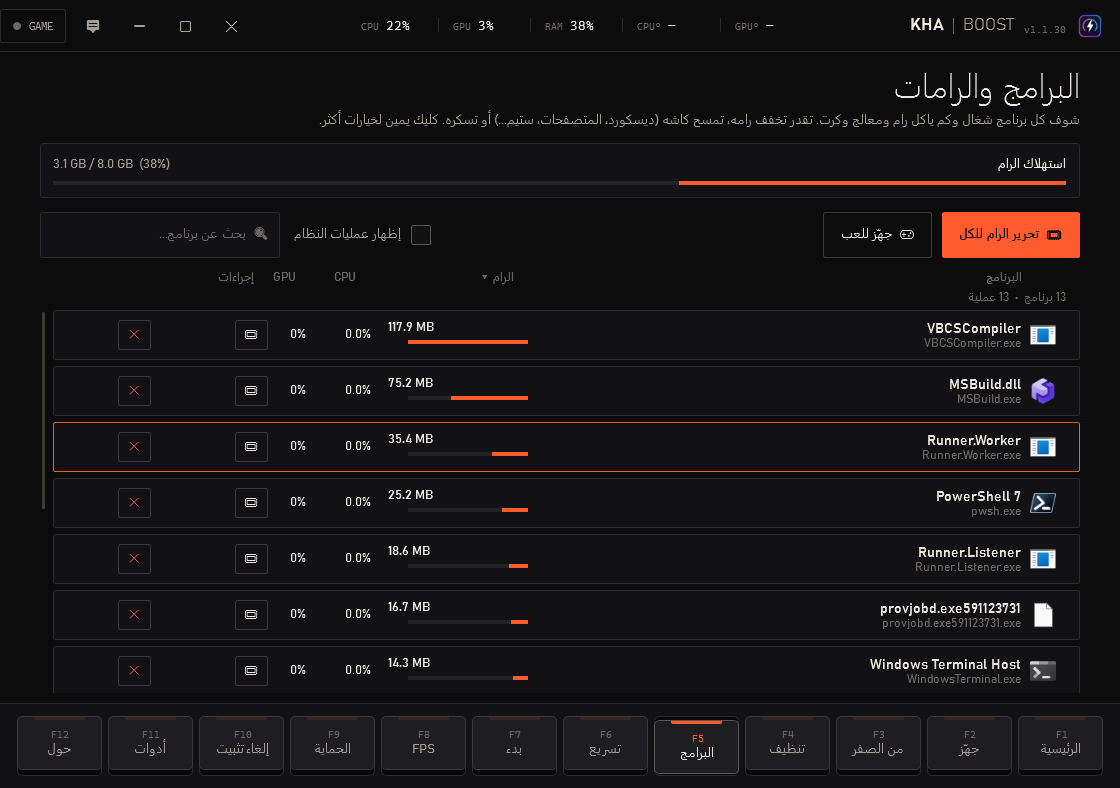 GAME
CPU 22%
GPU 3%
RAM 38%
CPU° —
GPU° —
KHA | BOOST v1.1.30
البرامج والرامات
شوف كل برنامج شغال وكم ياكل رام ومعالج وكرت. تقدر تخفف رامه، تمسح كاشه (ديسكورد، المتصفحات، ستيم...) أو تسكره. كليك يمين لخيارات أكثر.
استهلاك الرام
3.1 GB / 8.0 GB (38%)
تحرير الرام للكل
جهّز للعب
إظهار عمليات النظام
بحث عن برنامج...
البرنامج
الرام ▾
CPU
GPU
إجراءات
13 برنامج · 13 عملية
VBCSCompiler
VBCSCompiler.exe
117.9 MB
0.0%
0%
MSBuild.dll
MSBuild.exe
75.2 MB
0.0%
0%
Runner.Worker
Runner.Worker.exe
35.4 MB
0.0%
0%
PowerShell 7
pwsh.exe
25.2 MB
0.0%
0%
Runner.Listener
Runner.Listener.exe
18.6 MB
0.0%
0%
provjobd.exe591123731
provjobd.exe591123731.exe
16.7 MB
0.0%
0%
Windows Terminal Host
WindowsTerminal.exe
14.3 MB
0.0%
0%
F1
الرئيسية
F2
جهّز
F3
من الصفر
F4
تنظيف
F5
البرامج
F6
تسريع
F7
بدء
F8
FPS
F9
الحماية
F10
إلغاء تثبيت
F11
أدوات
F12
حول